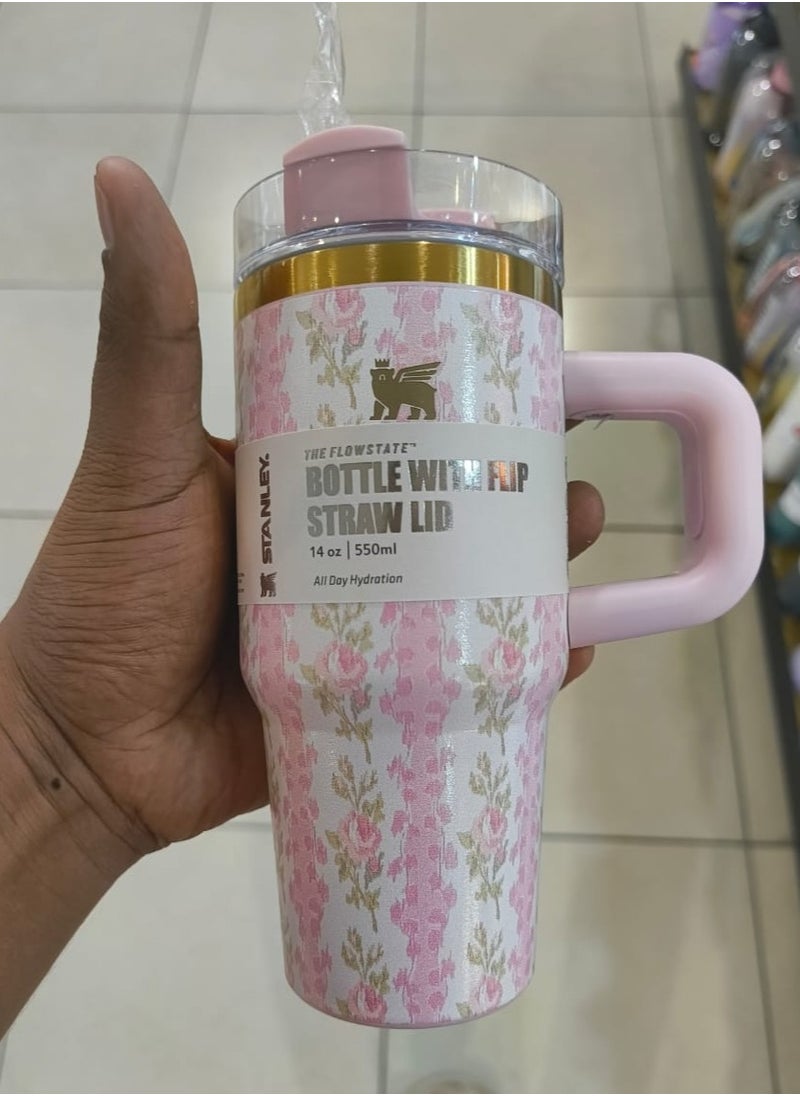 STANLEY.
THE FLOWSTATE™
BOTTLE WITH FLIP
STRAW LID
14 oz | 550ml
All Day Hydration